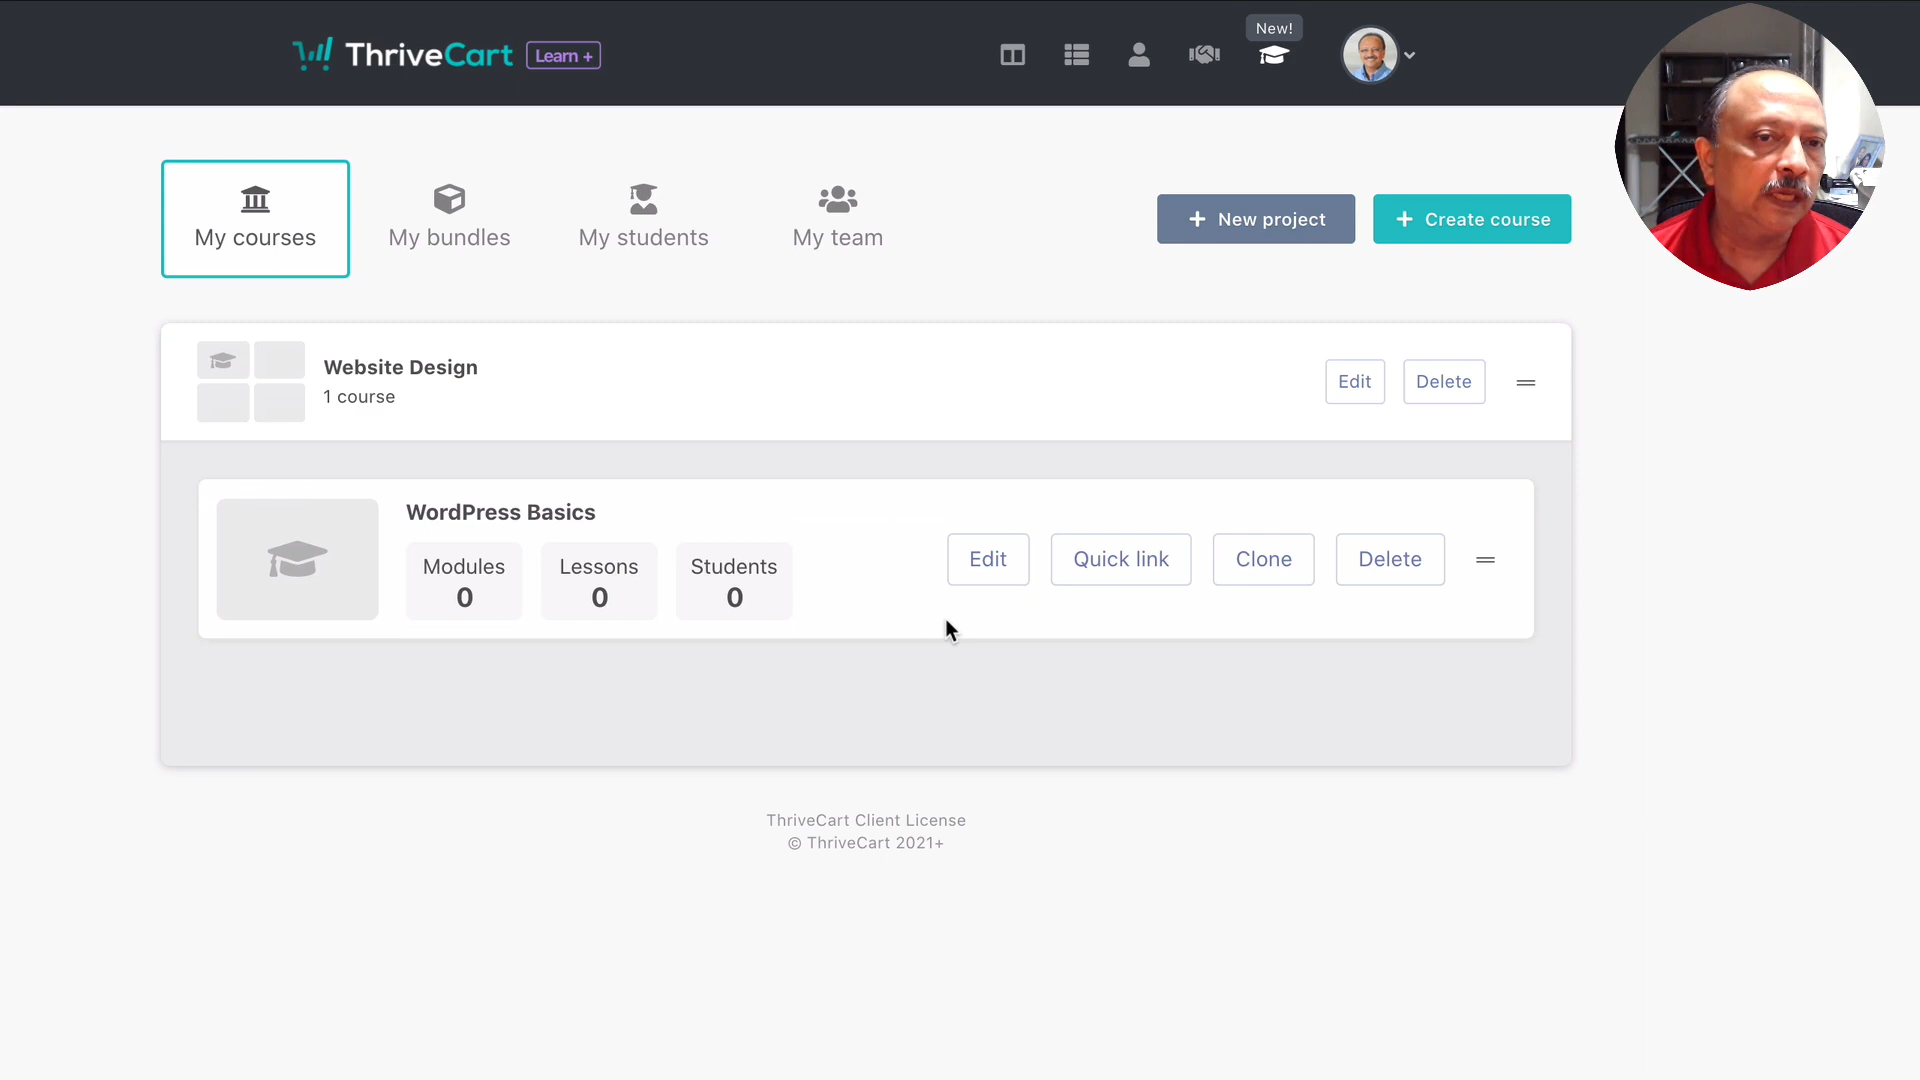 New!
ThriveCart Learn +
My courses
My bundles
My students
My team
+ New project
+ Create course
Website Design
1 course
Edit
Delete
WordPress Basics
Modules
0
Lessons
0
Students
0
Edit
Quick link
Clone
Delete
ThriveCart Client License
© ThriveCart 2021+